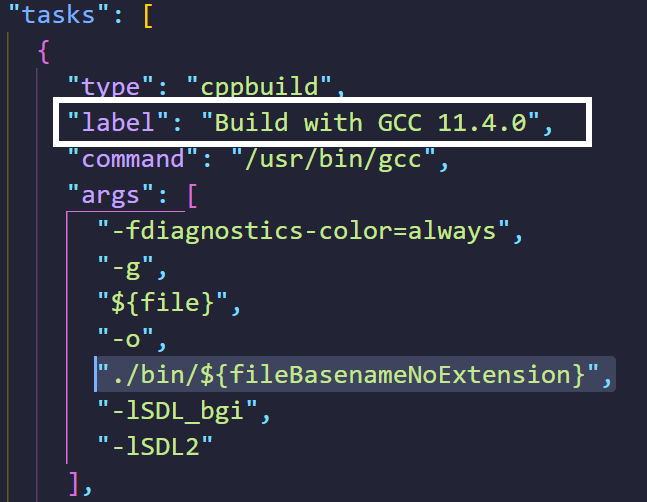 "tasks": [
{
"type": "cppbuild",
"label": "Build with GCC 11.4.0",
"command": "/usr/bin/gcc",
"args": [
"-fdiagnostics-color=always",
"-g",
"${file}",
"-o",
"./bin/${fileBasenameNoExtension}",
"-lSDL_bgi",
"-lSDL2"
],